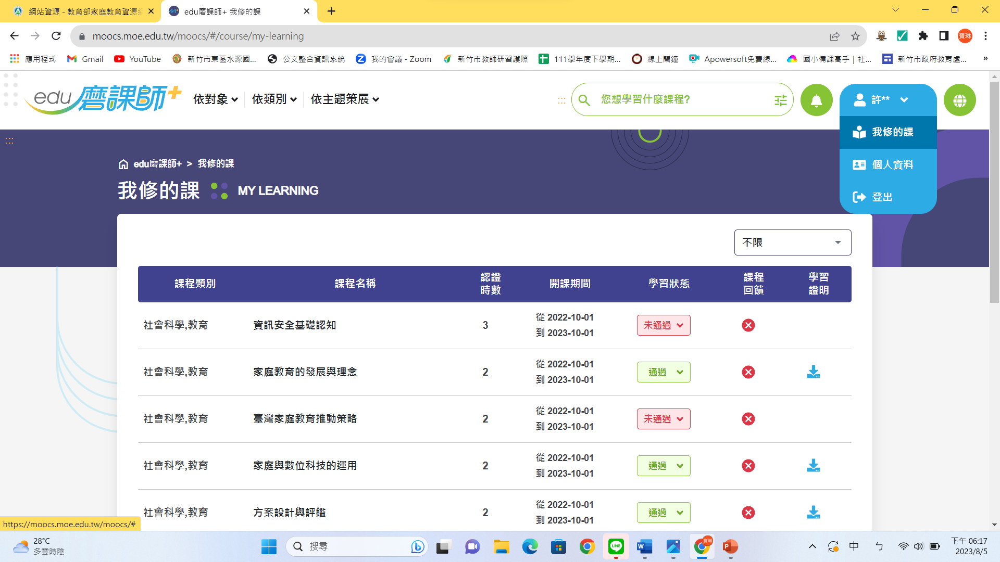 網站資源 - 教育部家庭教育資源網
edu磨課師+ 我修的課
moocs.moe.edu.tw/moocs/#/course/my-learning
寶琳
應用程式
Gmail
YouTube
新竹市東區水源國...
公文整合資訊系統
我的會議 - Zoom
新竹市教師研習護照
111學年度下學期...
線上鬧鐘
Apowersoft免費線...
國小備課高手 | 社...
新竹市政府教育處...
»
edu磨課師+
依對象
依類別
依主題策展
:::
您想學習什麼課程?
許**
我修的課
個人資料
登出
:::
edu磨課師+ > 我修的課
我修的課 MY LEARNING
不限
課程類別 課程名稱 認證時數 開課期間 學習狀態 課程回饋 學習證明
社會科學,教育 資訊安全基礎認知 3 從 2022-10-01 到 2023-10-01 未通過
社會科學,教育 家庭教育的發展與理念 2 從 2022-10-01 到 2023-10-01 通過
社會科學,教育 臺灣家庭教育推動策略 2 從 2022-10-01 到 2023-10-01 未通過
社會科學,教育 家庭與數位科技的運用 2 從 2022-10-01 到 2023-10-01 通過
社會科學,教育 方案設計與評鑑 2 從 2022-10-01 到 2023-10-01 通過
https://moocs.moe.edu.tw/moocs/#
28°C
多雲時陰
搜尋
LINE
W
P
中
ㄣ
下午 06:17
2023/8/5